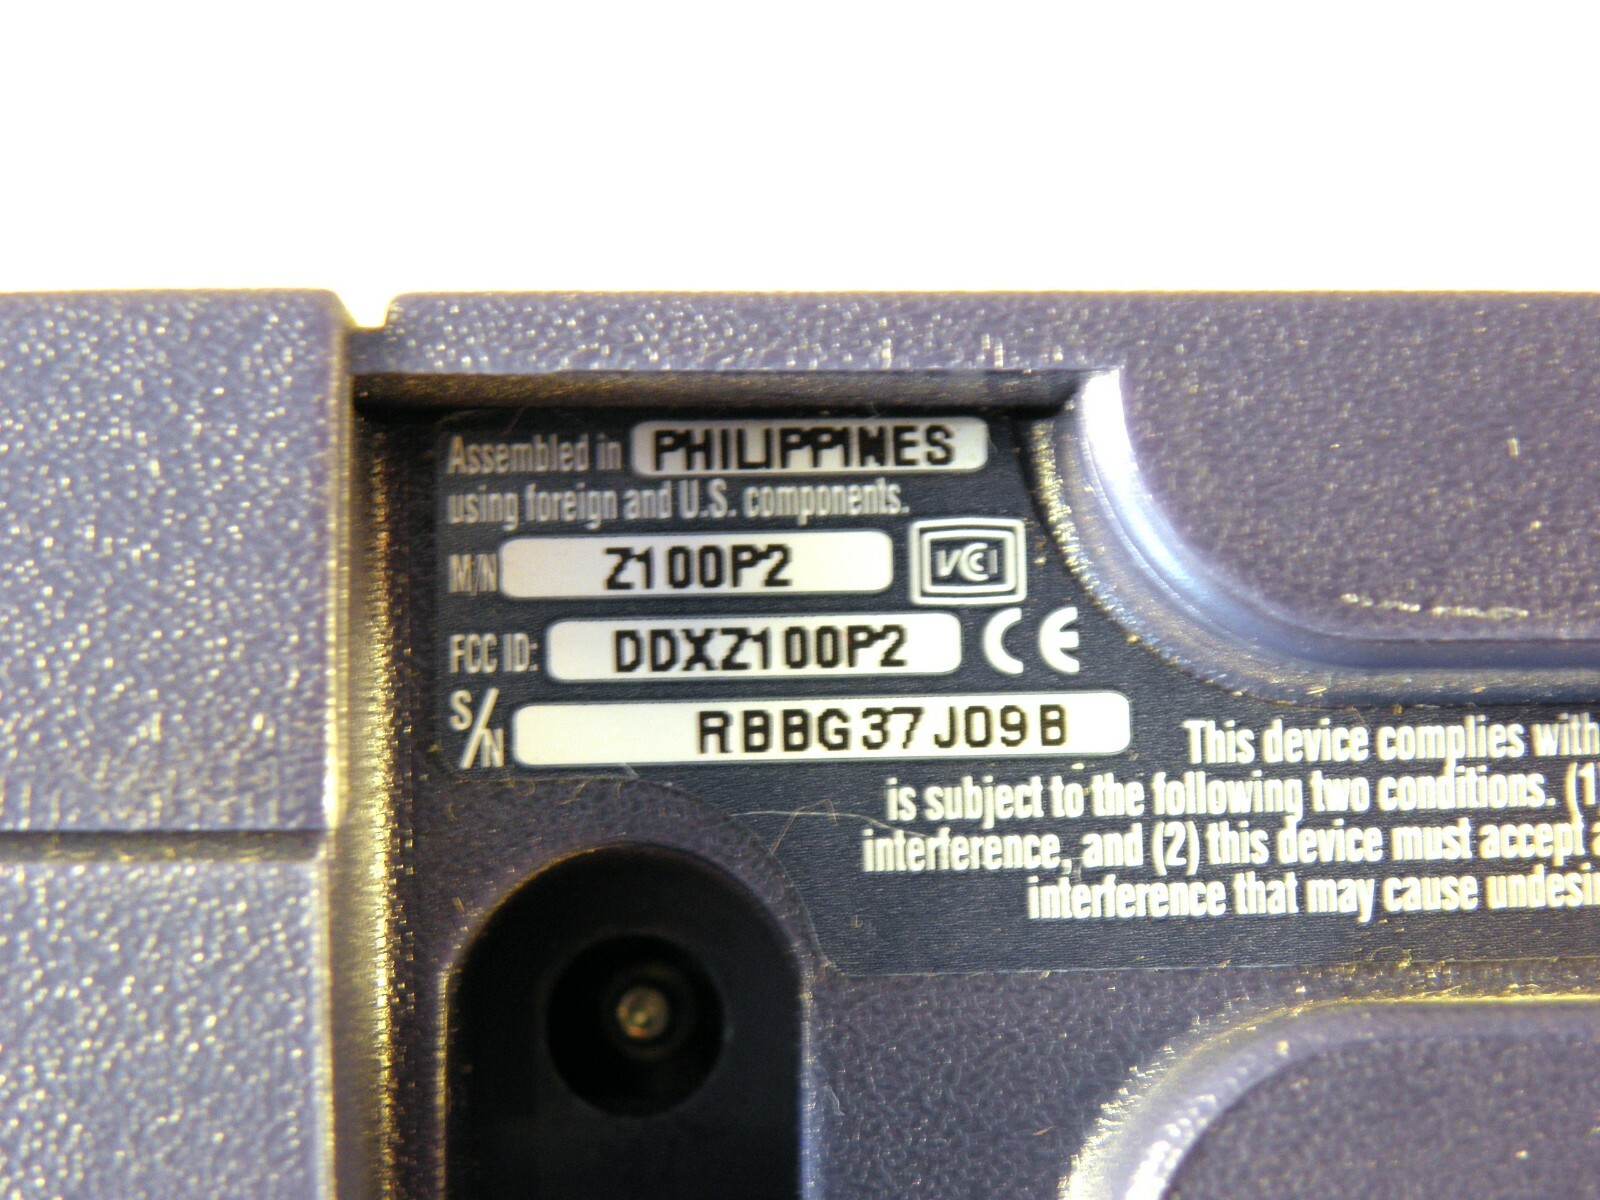 Assembled in PHILIPPINES
using foreign and U.S. components.
M/N Z100P2
VCCI
FCC ID: DDXZ100P2
CE
S/N RBBG37J09B
This device complies with
is subject to the following two conditions. (1
interference, and (2) this device must accept a
interference that may cause undesi